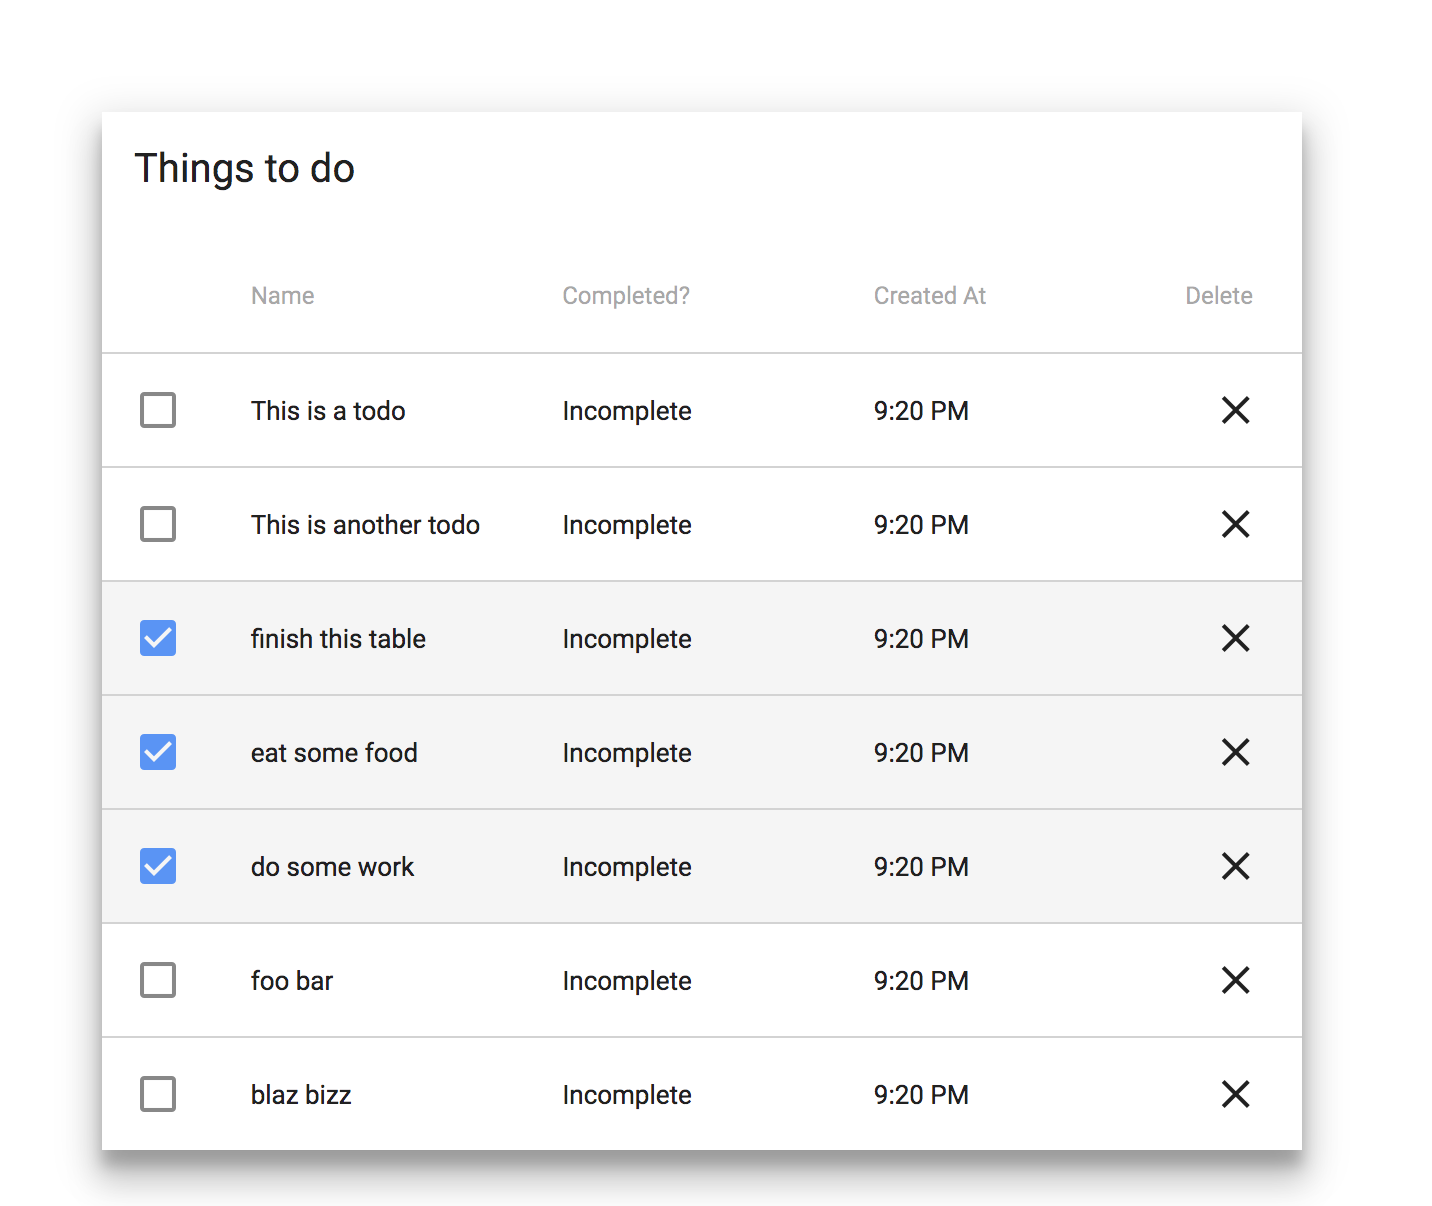 Things to do
Name Completed? Created At Delete
This is a todo Incomplete 9:20 PM
This is another todo Incomplete 9:20 PM
finish this table Incomplete 9:20 PM
eat some food Incomplete 9:20 PM
do some work Incomplete 9:20 PM
foo bar Incomplete 9:20 PM
blaz bizz Incomplete 9:20 PM